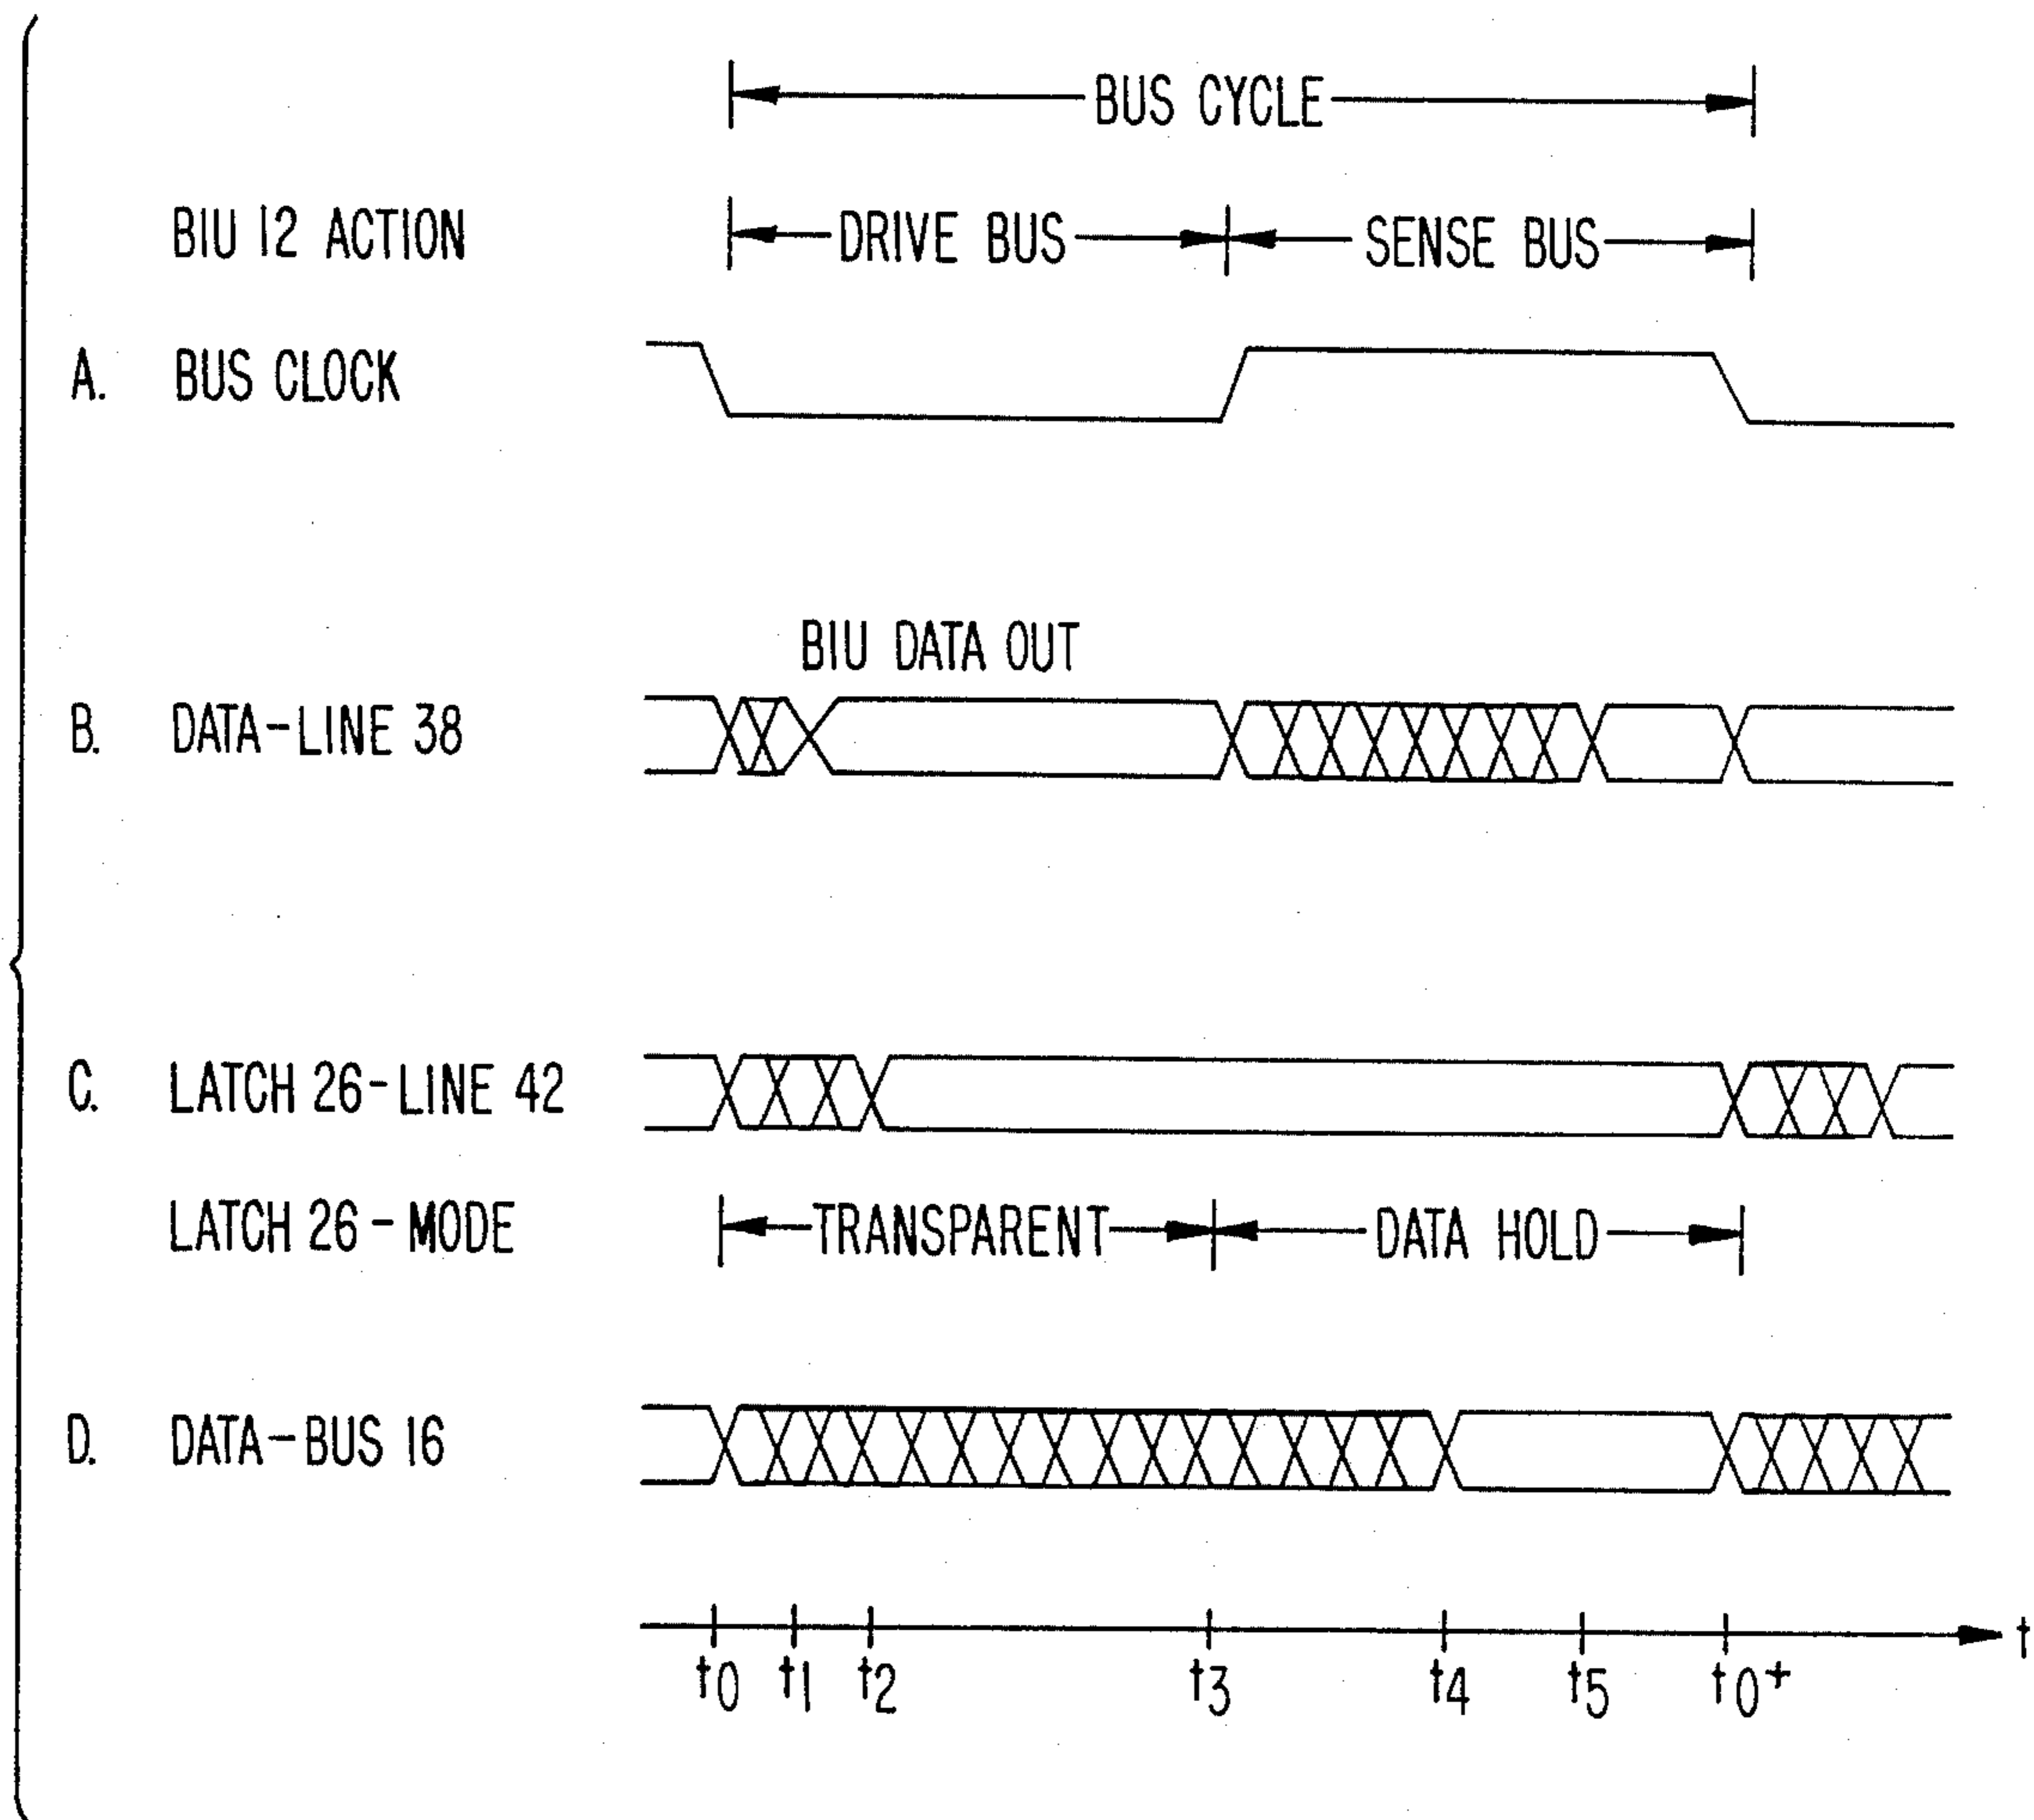 BUS CYCLE
BIU 12 ACTION DRIVE BUS SENSE BUS
A. BUS CLOCK
BIU DATA OUT
B. DATA-LINE 38
C. LATCH 26-LINE 42
LATCH 26-MODE TRANSPARENT DATA HOLD
D. DATA-BUS 16
t
t0 t1 t2 t3 t4 t5 t0+